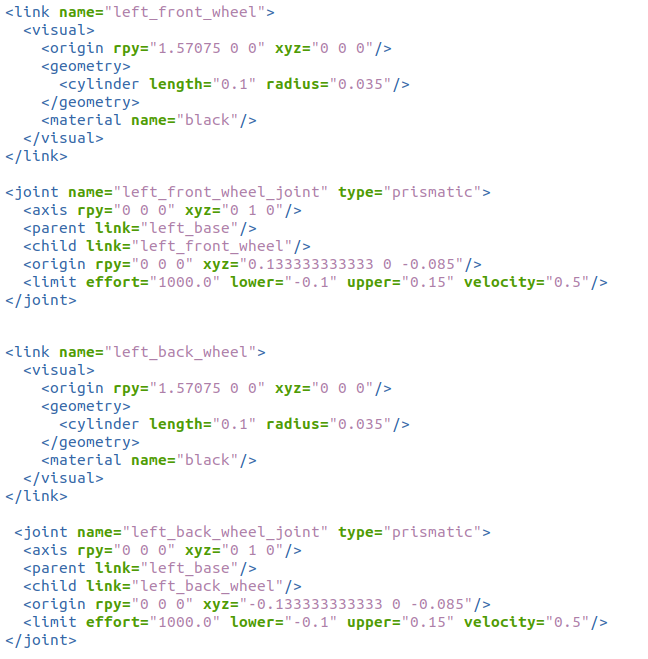 <link name="left_front_wheel">
  <visual>
    <origin rpy="1.57075 0 0" xyz="0 0 0"/>
    <geometry>
      <cylinder length="0.1" radius="0.035"/>
    </geometry>
    <material name="black"/>
  </visual>
</link>

<joint name="left_front_wheel_joint" type="prismatic">
  <axis rpy="0 0 0" xyz="0 1 0"/>
  <parent link="left_base"/>
  <child link="left_front_wheel"/>
  <origin rpy="0 0 0" xyz="0.133333333333 0 -0.085"/>
  <limit effort="1000.0" lower="-0.1" upper="0.15" velocity="0.5"/>
</joint>


<link name="left_back_wheel">
  <visual>
    <origin rpy="1.57075 0 0" xyz="0 0 0"/>
    <geometry>
      <cylinder length="0.1" radius="0.035"/>
    </geometry>
    <material name="black"/>
  </visual>
</link>

 <joint name="left_back_wheel_joint" type="prismatic">
  <axis rpy="0 0 0" xyz="0 1 0"/>
  <parent link="left_base"/>
  <child link="left_back_wheel"/>
  <origin rpy="0 0 0" xyz="-0.133333333333 0 -0.085"/>
  <limit effort="1000.0" lower="-0.1" upper="0.15" velocity="0.5"/>
</joint>